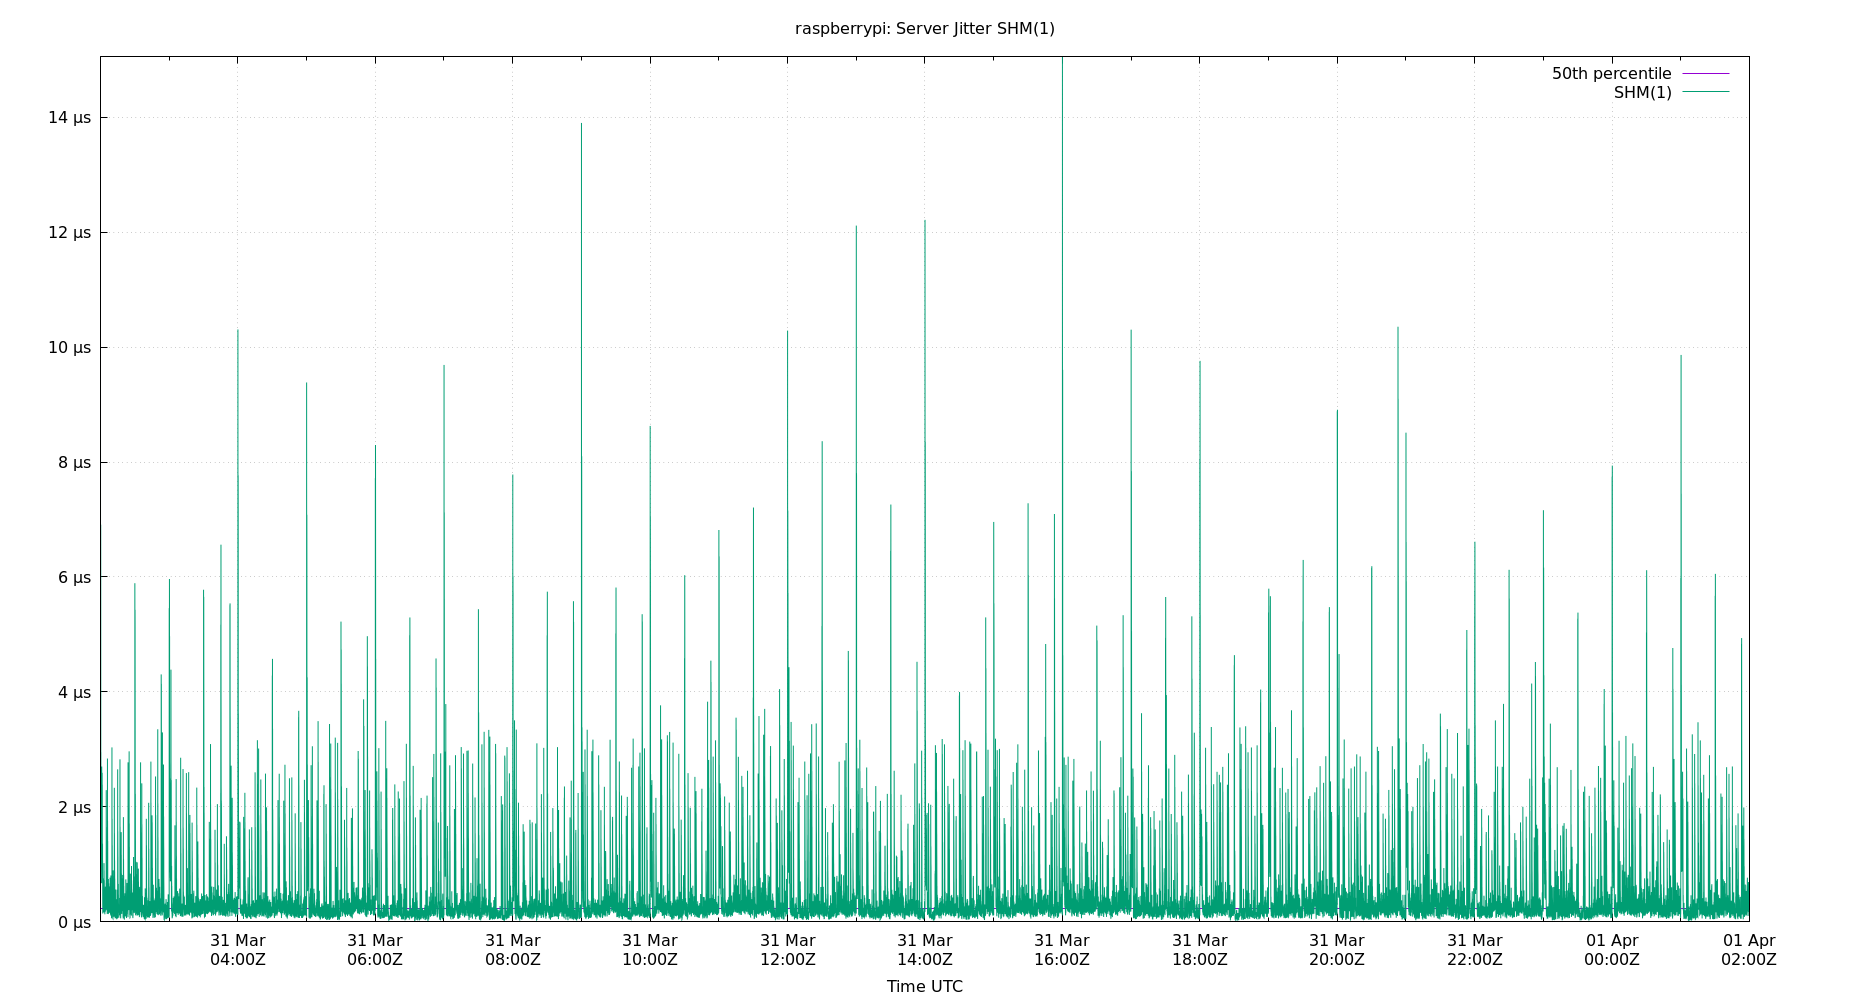 raspberrypi: Server Jitter SHM(1)
50th percentile
SHM(1)
14 µs
12 µs
10 µs
8 µs
6 µs
4 µs
2 µs
0 µs
31 Mar 31 Mar 31 Mar 31 Mar 31 Mar 31 Mar 31 Mar 31 Mar 31 Mar 31 Mar 01 Apr 01 Apr
04:00Z 06:00Z 08:00Z 10:00Z 12:00Z 14:00Z 16:00Z 18:00Z 20:00Z 22:00Z 00:00Z 02:00Z
Time UTC